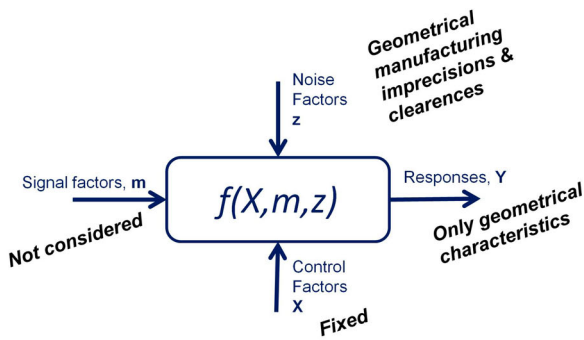 Geometrical
manufacturing
imprecisions &
clearences
Noise
Factors
z
Signal factors, m
f(X,m,z)
Responses, Y
Not considered
Only geometrical
characteristics
Control
Factors
X
Fixed